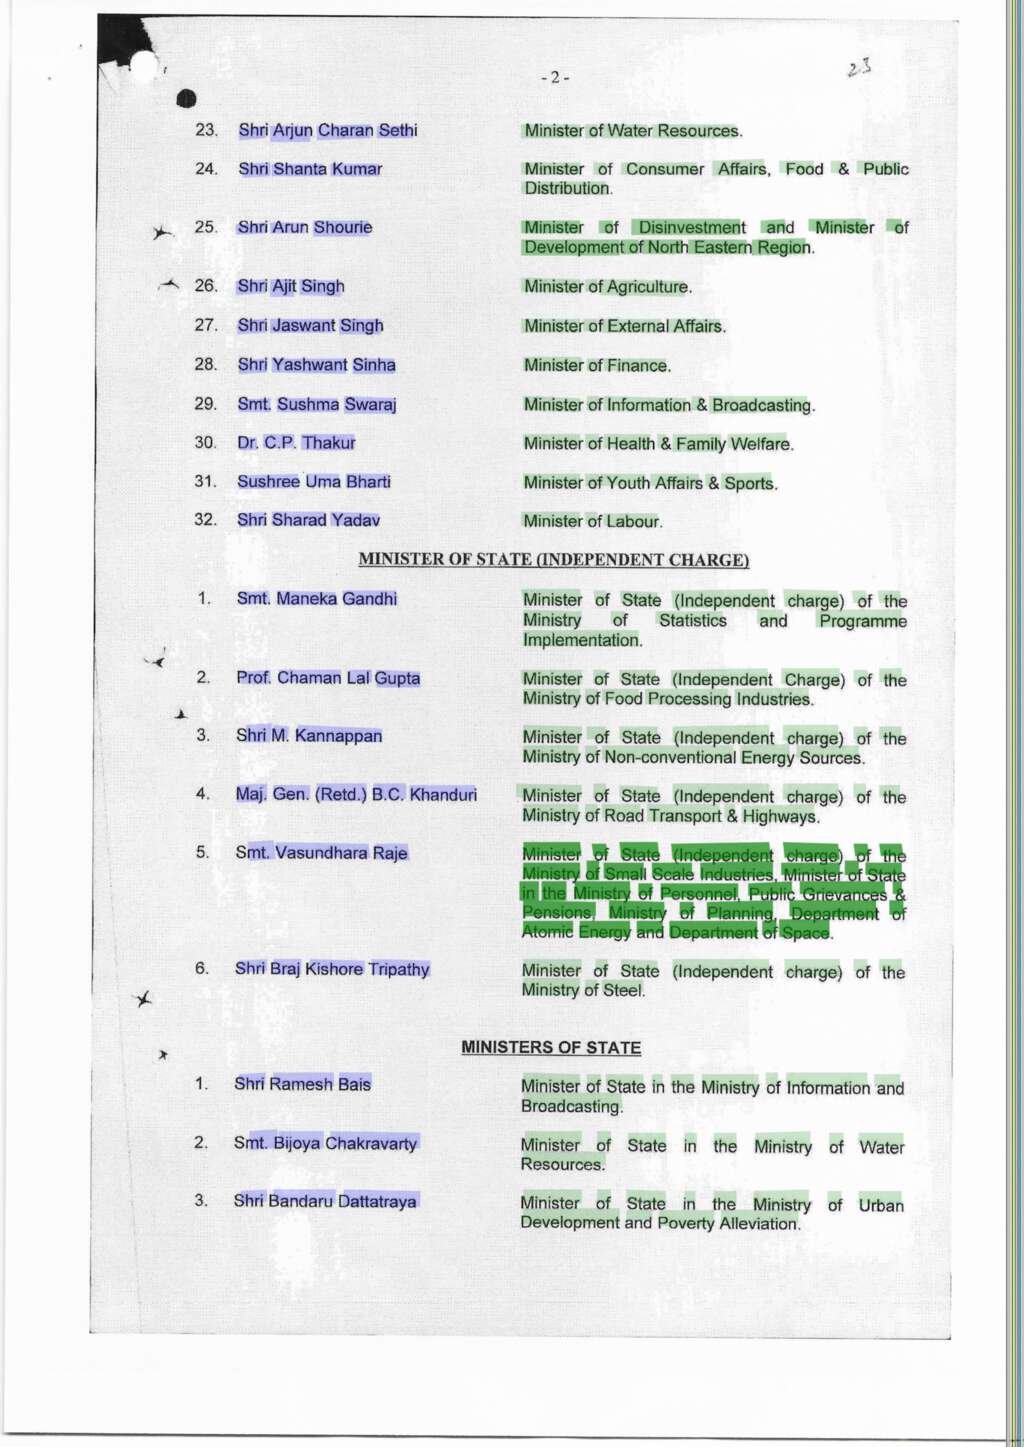 -2-
23
23. Shri Arjun Charan Sethi Minister of Water Resources.
24. Shri Shanta Kumar Minister of Consumer Affairs, Food & Public
Distribution.
25. Shri Arun Shourie Minister of Disinvestment and Minister of
Development of North Eastern Region.
26. Shri Ajit Singh Minister of Agriculture.
27. Shri Jaswant Singh Minister of External Affairs.
28. Shri Yashwant Sinha Minister of Finance.
29. Smt. Sushma Swaraj Minister of Information & Broadcasting.
30. Dr. C.P. Thakur Minister of Health & Family Welfare.
31. Sushree Uma Bharti Minister of Youth Affairs & Sports.
32. Shri Sharad Yadav Minister of Labour.
MINISTER OF STATE (INDEPENDENT CHARGE)
1. Smt. Maneka Gandhi Minister of State (Independent charge) of the
Ministry of Statistics and Programme
Implementation.
2. Prof. Chaman Lal Gupta Minister of State (Independent Charge) of the
Ministry of Food Processing Industries.
3. Shri M. Kannappan Minister of State (Independent charge) of the
Ministry of Non-conventional Energy Sources.
4. Maj. Gen. (Retd.) B.C. Khanduri Minister of State (Independent charge) of the
Ministry of Road Transport & Highways.
5. Smt. Vasundhara Raje Minister of State (Independent charge) of the
Ministry of Small Scale Industries, Minister of State
in the Ministry of Personnel, Public Grievances &
Pensions, Ministry of Planning, Department of
Atomic Energy and Department of Space.
6. Shri Braj Kishore Tripathy Minister of State (Independent charge) of the
Ministry of Steel.
MINISTERS OF STATE
1. Shri Ramesh Bais Minister of State in the Ministry of Information and
Broadcasting.
2. Smt. Bijoya Chakravarty Minister of State in the Ministry of Water
Resources.
3. Shri Bandaru Dattatraya Minister of State in the Ministry of Urban
Development and Poverty Alleviation.